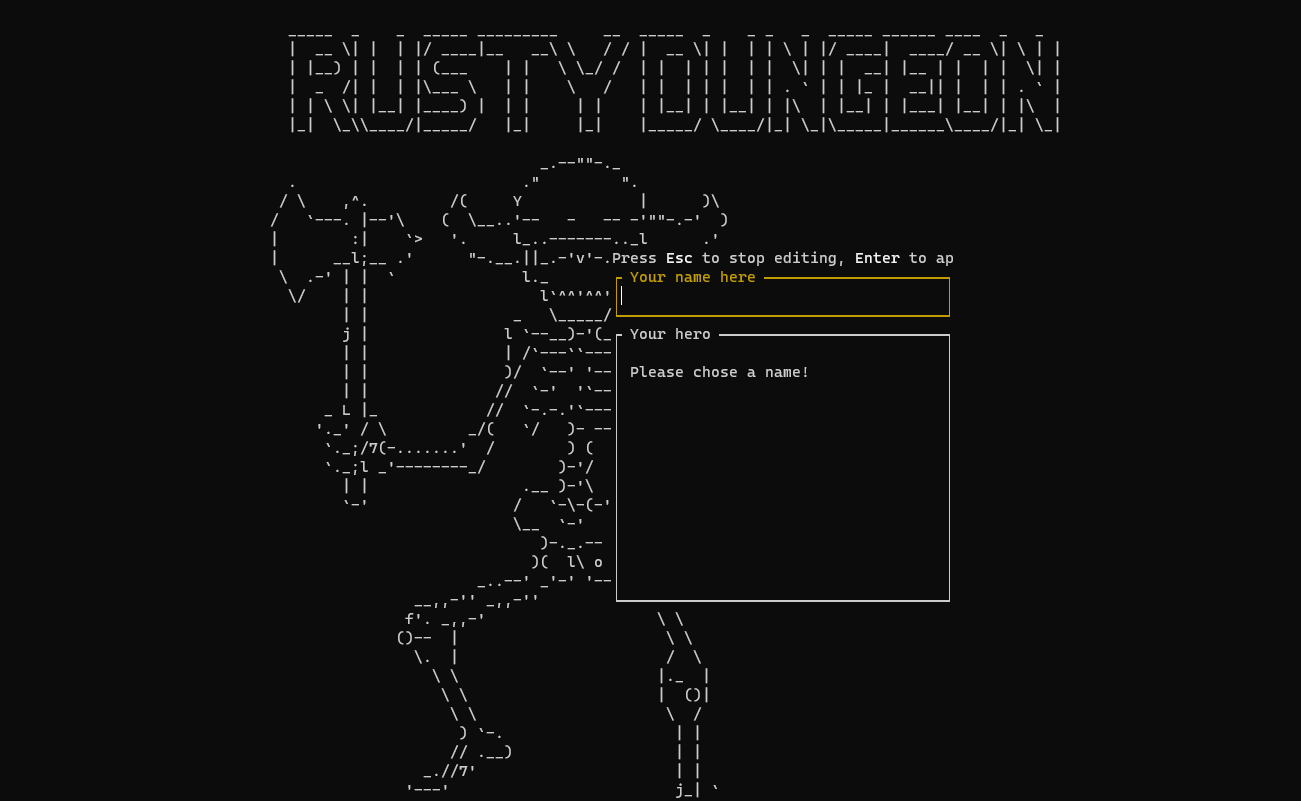 RUSTY DUNGEON
Press Esc to stop editing, Enter to ap
Your name here
Your hero
Please chose a name!